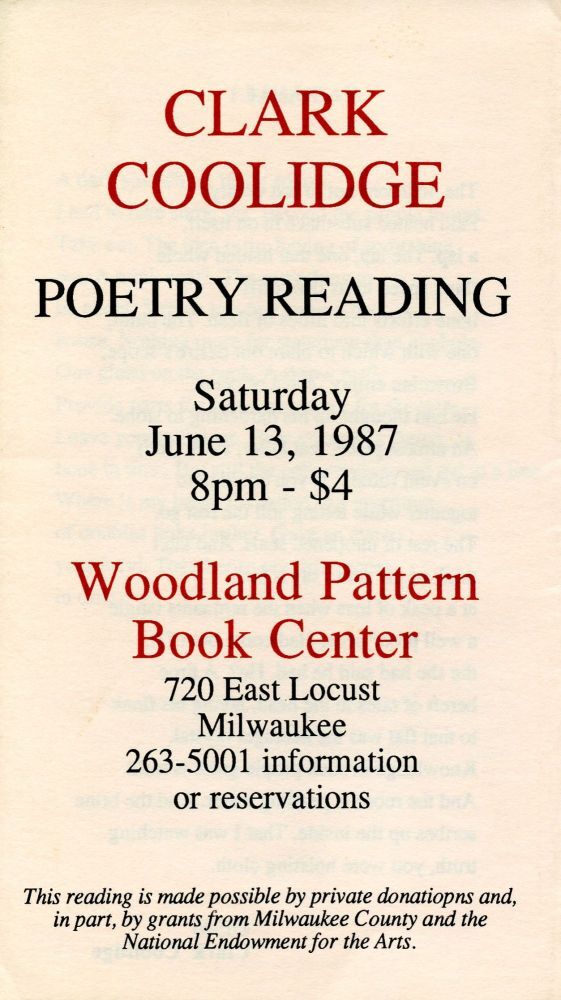 CLARK
COOLIDGE
POETRY READING
Saturday
June 13, 1987
8pm - $4
Woodland Pattern
Book Center
720 East Locust
Milwaukee
263-5001 information
or reservations
This reading is made possible by private donatiopns and,
in part, by grants from Milwaukee County and the
National Endowment for the Arts.